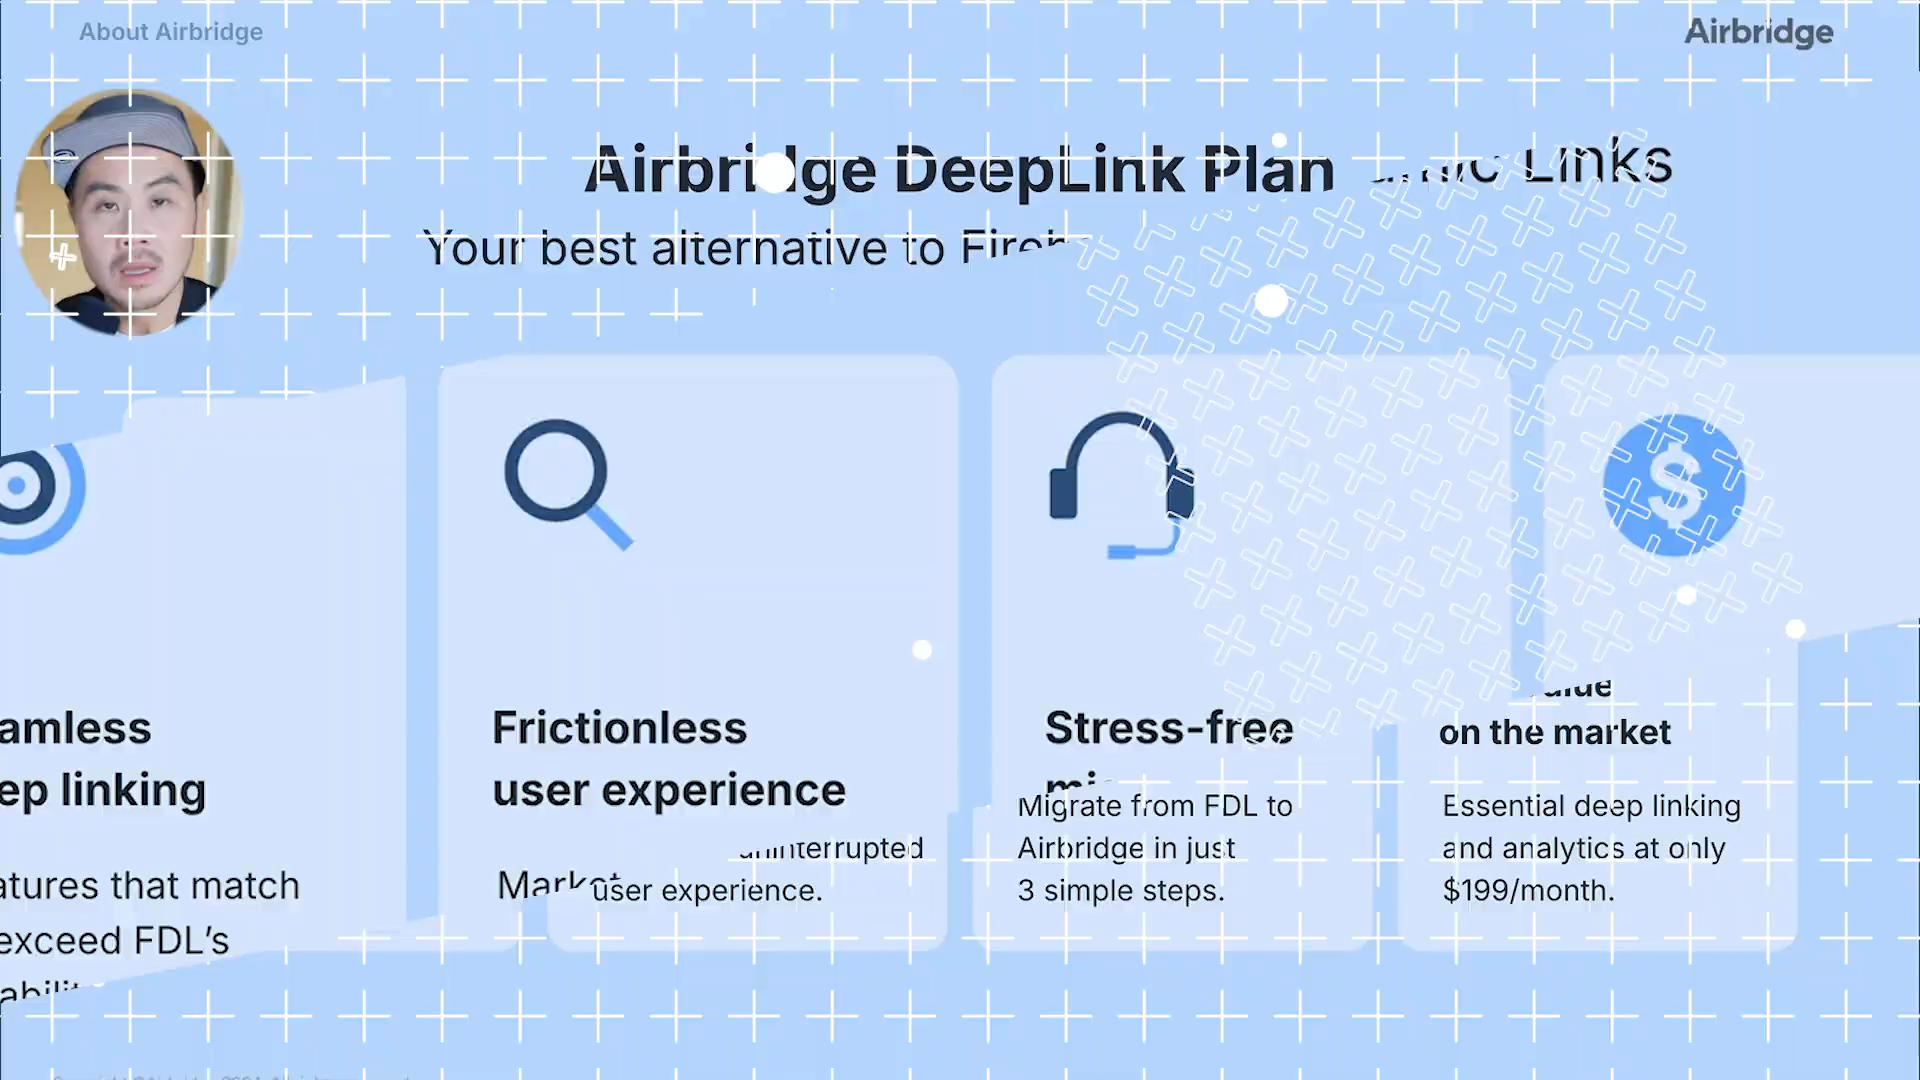 About Airbridge
Airbridge
Airbridge DeepLink Plan
Links
Your best alternative to
amless
ep linking
atures that match
exceed FDL’s
Frictionless
user experience
uninterrupted
user experience.
Stress-free
Migrate from FDL to
Airbridge in just
3 simple steps.
on the market
Essential deep linking
and analytics at only
$199/month.